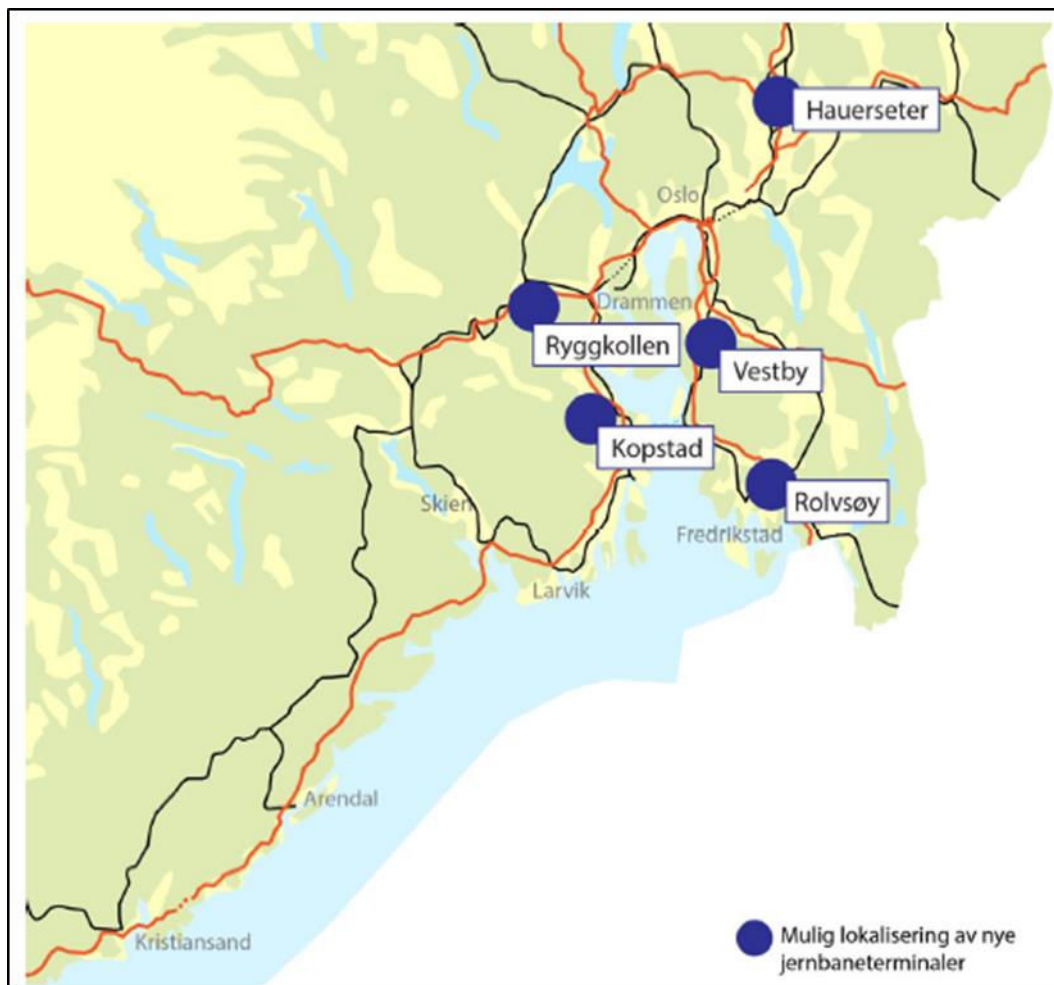 Hauerseter
Oslo
Drammen
Ryggkollen
Vestby
Kopstad
Skien
Rolvsøy
Fredrikstad
Larvik
Arendal
Kristiansand
Mulig lokalisering av nye
jernbaneterminaler